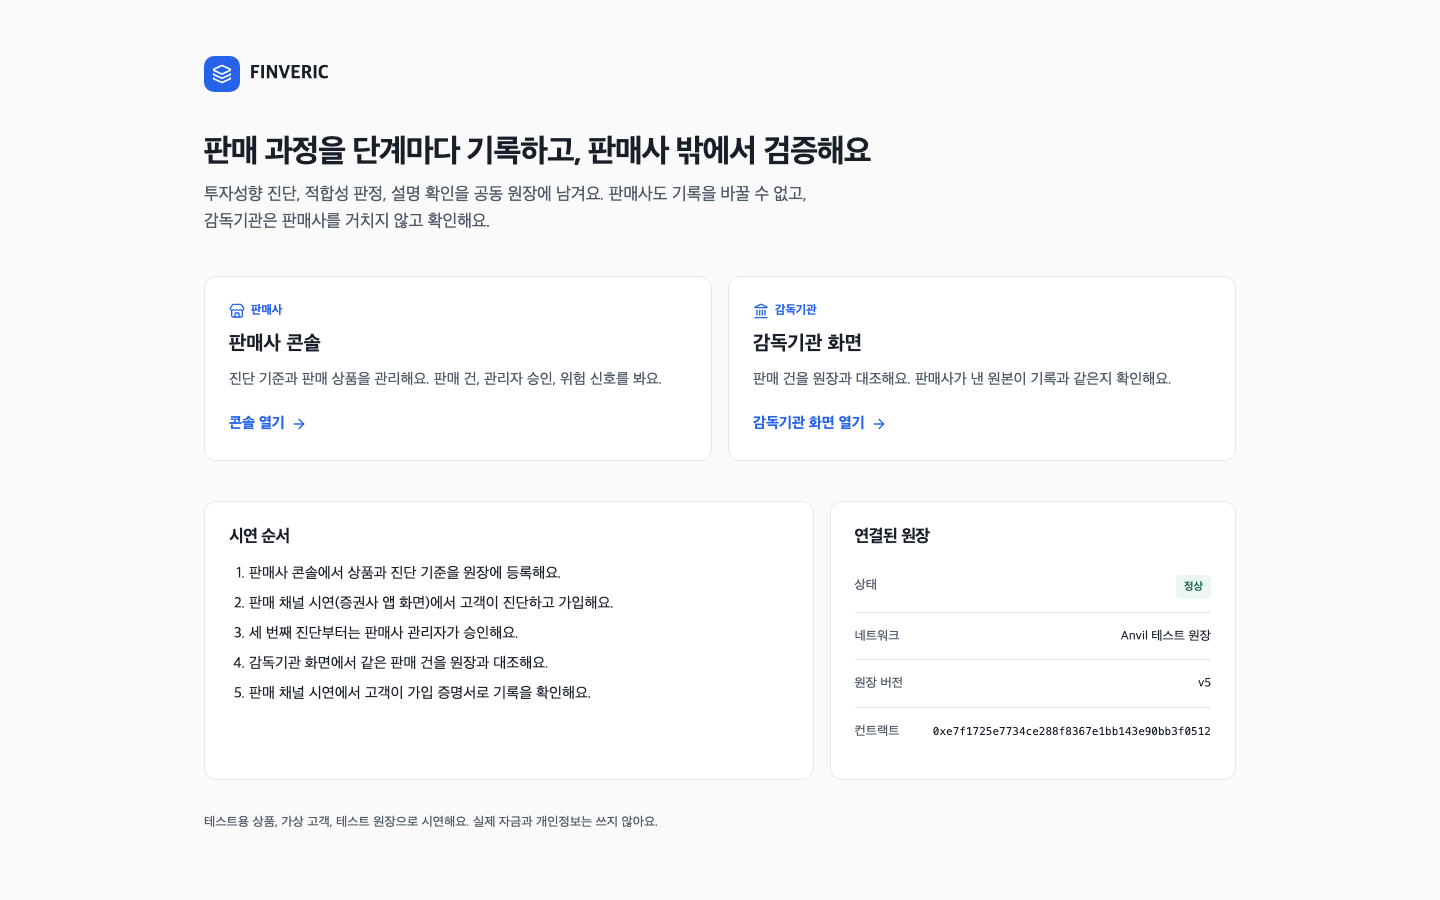 FINVERIC
판매 과정을 단계마다 기록하고, 판매사 밖에서 검증해요
투자성향 진단, 적합성 판정, 설명 확인을 공동 원장에 남겨요. 판매사도 기록을 바꿀 수 없고,
감독기관은 판매사를 거치지 않고 확인해요.
판매사
판매사 콘솔
진단 기준과 판매 상품을 관리해요. 판매 건, 관리자 승인, 위험 신호를 봐요.
콘솔 열기
감독기관
감독기관 화면
판매 건을 원장과 대조해요. 판매사가 낸 원본이 기록과 같은지 확인해요.
감독기관 화면 열기
시연 순서
1. 판매사 콘솔에서 상품과 진단 기준을 원장에 등록해요.
2. 판매 채널 시연(증권사 앱 화면)에서 고객이 진단하고 가입해요.
3. 세 번째 진단부터는 판매사 관리자가 승인해요.
4. 감독기관 화면에서 같은 판매 건을 원장과 대조해요.
5. 판매 채널 시연에서 고객이 가입 증명서로 기록을 확인해요.
연결된 원장
상태 정상
네트워크 Anvil 테스트 원장
원장 버전 v5
컨트랙트 0xe7f1725e7734ce288f8367e1bb143e90bb3f0512
테스트용 상품, 가상 고객, 테스트 원장으로 시연해요. 실제 자금과 개인정보는 쓰지 않아요.